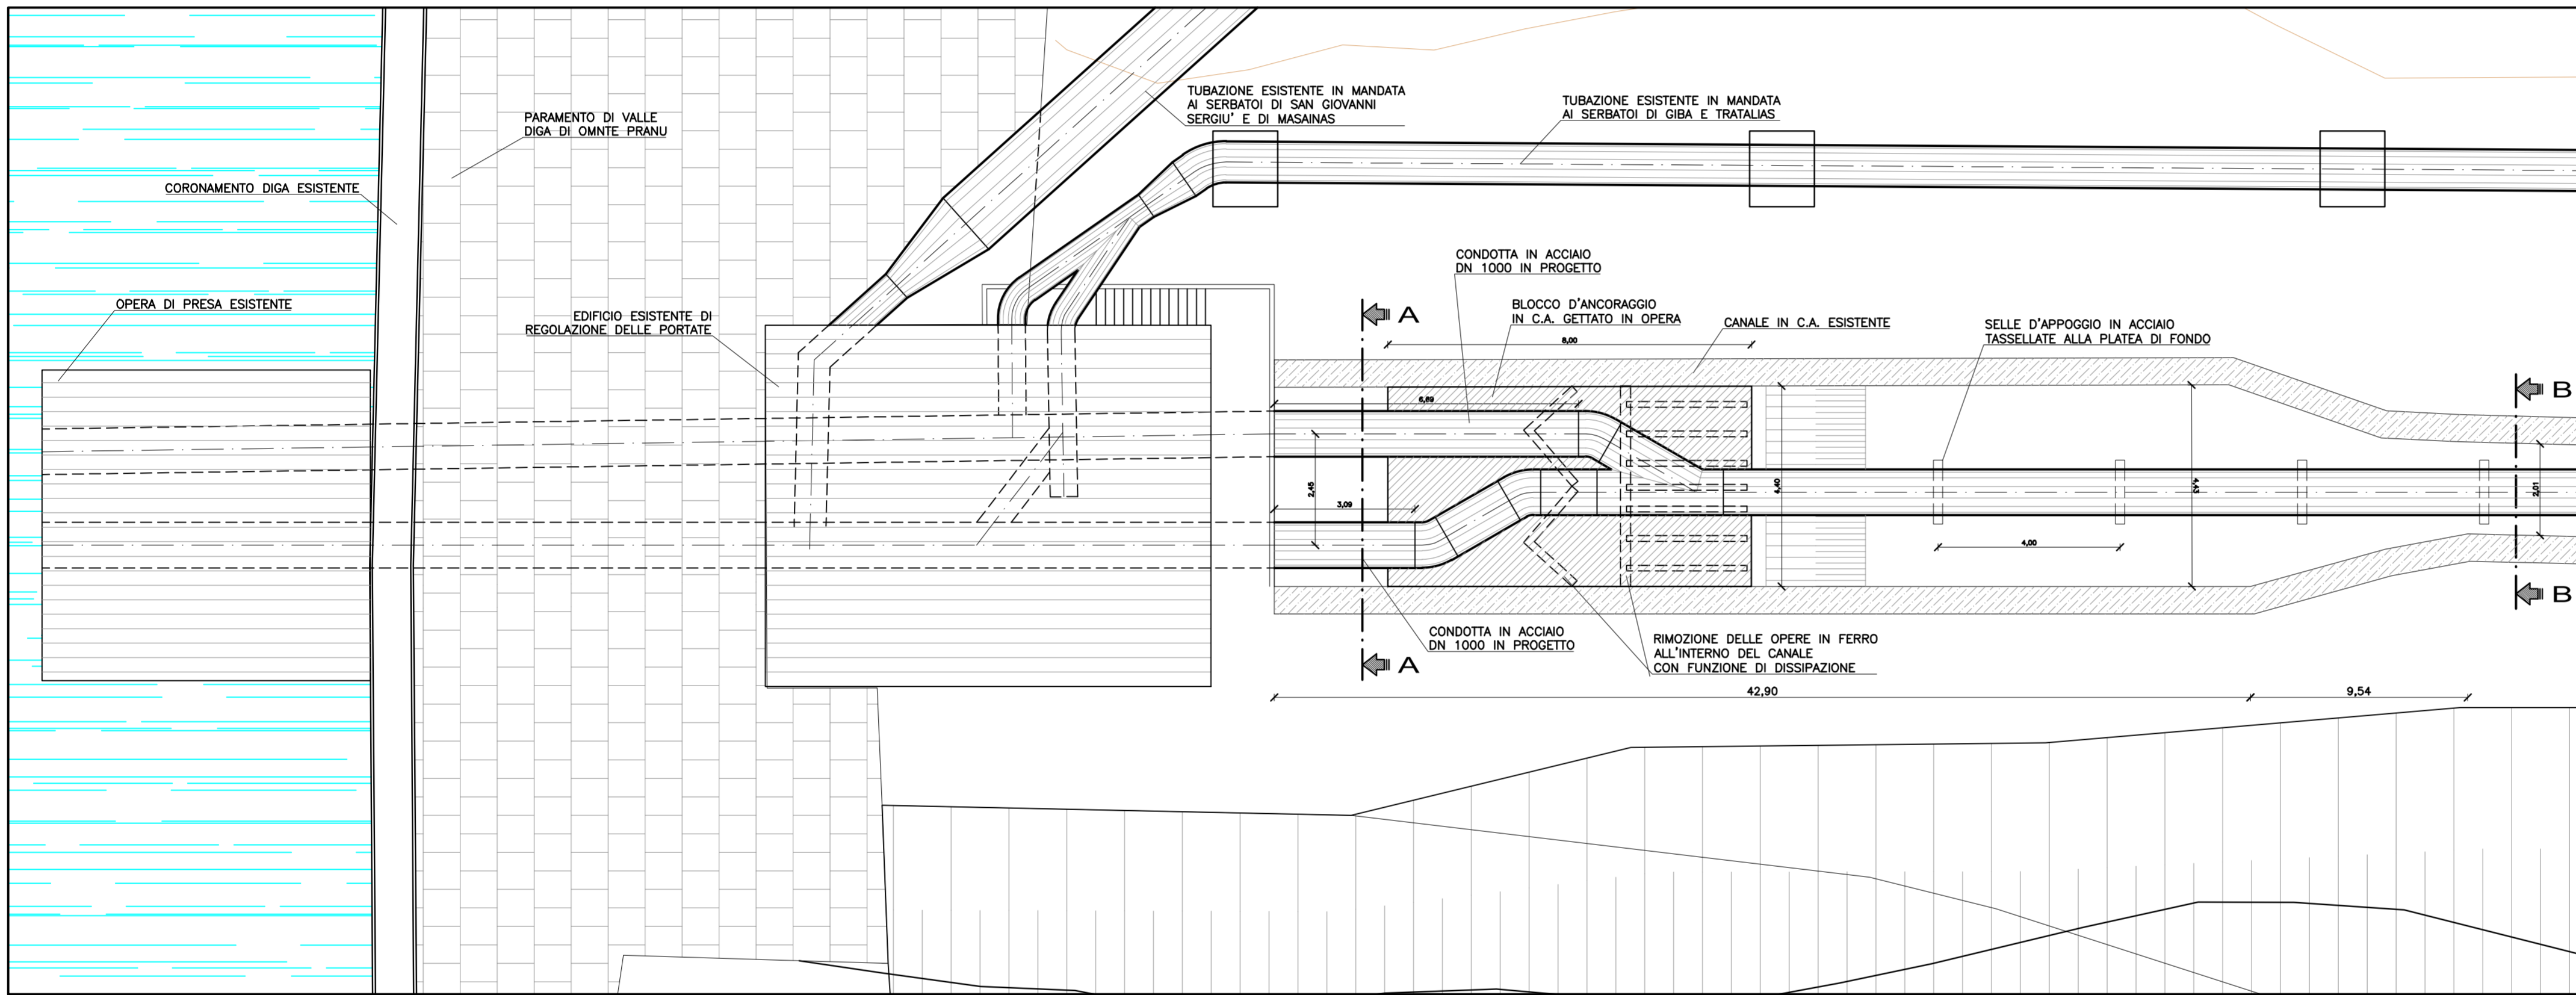 TUBAZIONE ESISTENTE IN MANDATA
AI SERBATOI DI SAN GIOVANNI
SERGIU' E DI MASAINAS
TUBAZIONE ESISTENTE IN MANDATA
AI SERBATOI DI GIBA E TRATALIAS
PARAMENTO DI VALLE
DIGA DI OMNTE PRANU
CORONAMENTO DIGA ESISTENTE
OPERA DI PRESA ESISTENTE
EDIFICIO ESISTENTE DI
REGOLAZIONE DELLE PORTATE
CONDOTTA IN ACCIAIO
DN 1000 IN PROGETTO
BLOCCO D'ANCORAGGIO
IN C.A. GETTATO IN OPERA
CANALE IN C.A. ESISTENTE
SELLE D'APPOGGIO IN ACCIAIO
TASSELLATE ALLA PLATEA DI FONDO
A
8,00
B
6,69
2,45
3,09
4,40
4,43
2,01
4,00
B
CONDOTTA IN ACCIAIO
DN 1000 IN PROGETTO
RIMOZIONE DELLE OPERE IN FERRO
ALL'INTERNO DEL CANALE
CON FUNZIONE DI DISSIPAZIONE
A
42,90
9,54